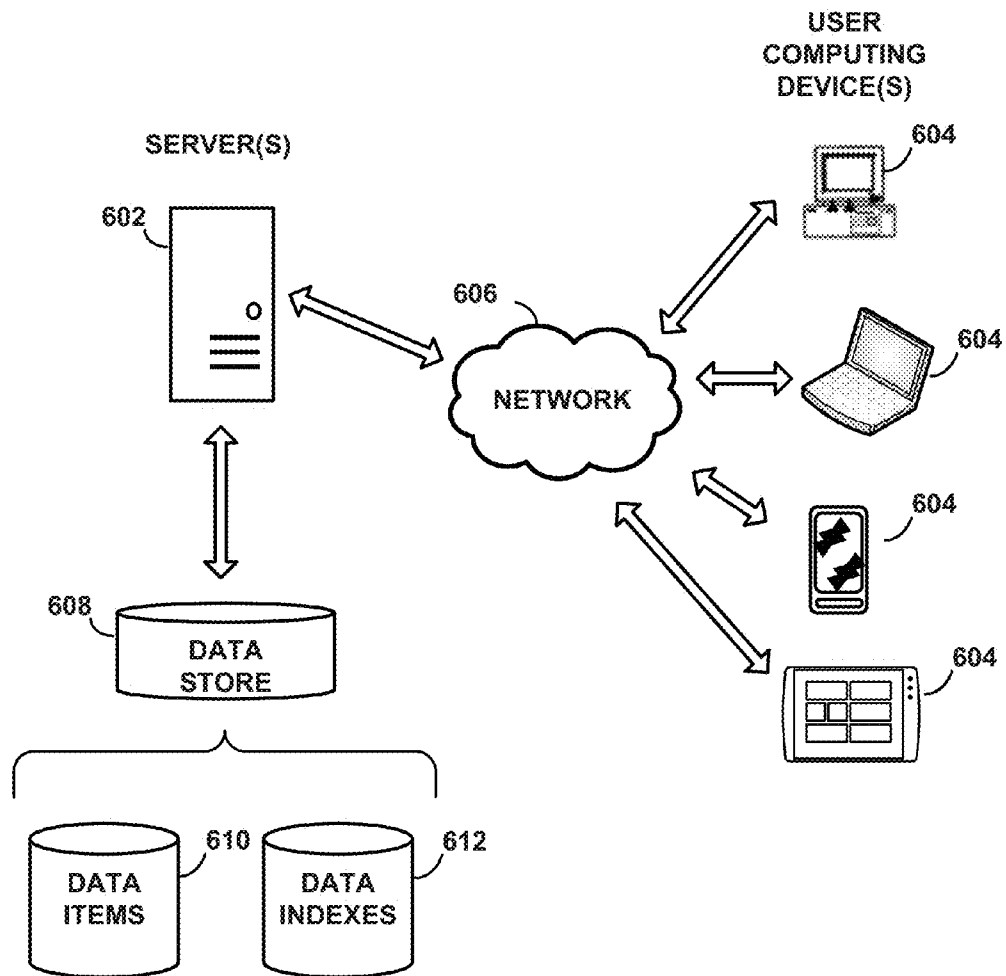 USER
COMPUTING
DEVICE(S)
SERVER(S)
604
602
606
604
NETWORK
604
608
DATA
STORE
604
610
612
DATA
ITEMS
DATA
INDEXES